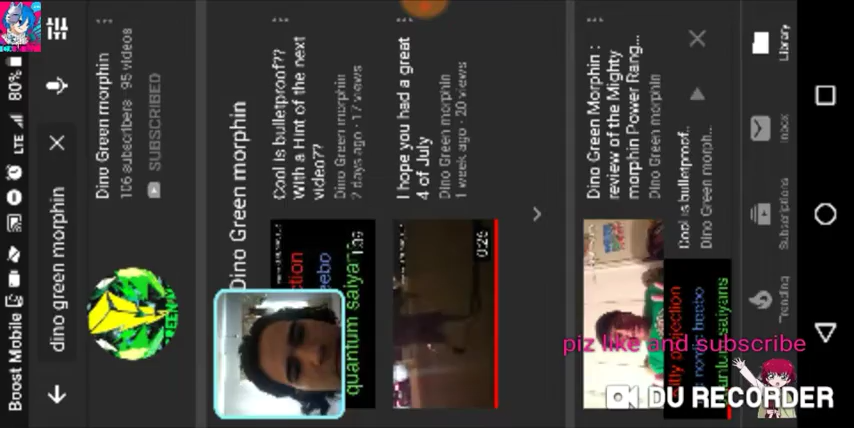 Boost Mobile
LTE
80%
dino green morphin
Dino Green morphin
106 subscribers · 95 videos
SUBSCRIBED
Dino Green morphin
Cool is bulletproof??
With a Hint of the next
video??
Dino Green morphin
2 days ago · 17 views
quantum saiyan
1:39
I hope you had a great
4 of July
Dino Green morphin
1 week ago · 20 views
0:26
Dino Green Morphin :
review of the Mighty
morphin Power Rang...
Dino Green morphin
Cool is bulletproof..
Dino Green morph...
Trending
Subscriptions
Inbox
Library
plz like and subscribe
DU RECORDER